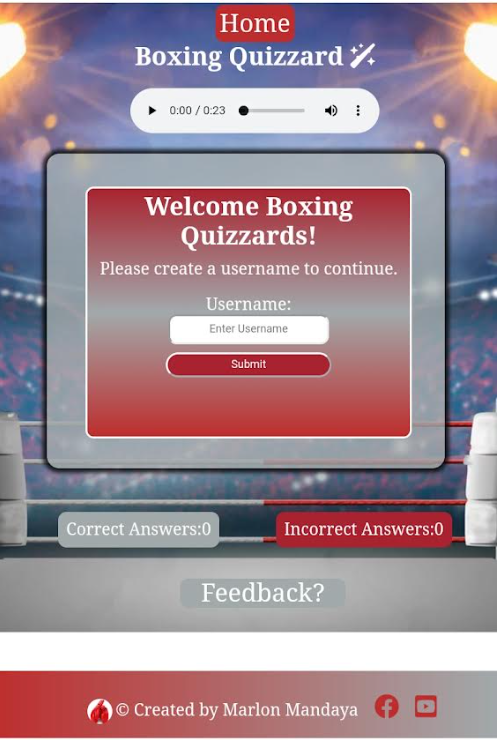 Home
Boxing Quizzard
0:00 / 0:23
Welcome Boxing
Quizzards!
Please create a username to continue.
Username:
Enter Username
Submit
Correct Answers:0
Incorrect Answers:0
Feedback?
© Created by Marlon Mandaya